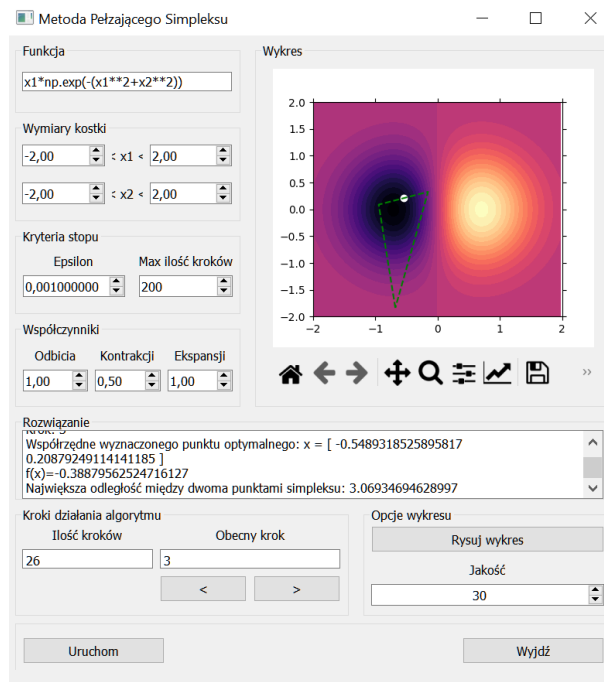 Metoda Pełzającego Simpleksu
Funkcja
x1*np.exp(-(x1**2+x2**2))
Wymiary kostki
-2,00 < x1 < 2,00
-2,00 < x2 < 2,00
Kryteria stopu
Epsilon Max ilość kroków
0,001000000 200
Współczynniki
Odbicia Kontrakcji Ekspansji
1,00 0,50 1,00
Wykres
2.0
1.5
1.0
0.5
0.0
−0.5
−1.0
−1.5
−2.0
−2 −1 0 1 2
Rozwiązanie
Krok: 3
Współrzędne wyznaczonego punktu optymalnego: x = [ -0.5489318525895817
0.20879249114141185 ]
f(x)=-0.38879562524716127
Największa odległość między dwoma punktami simpleksu: 3.06934694628997
Kroki działania algorytmu
Ilość kroków Obecny krok
26 3
< >
Opcje wykresu
Rysuj wykres
Jakość
30
Uruchom Wyjdź